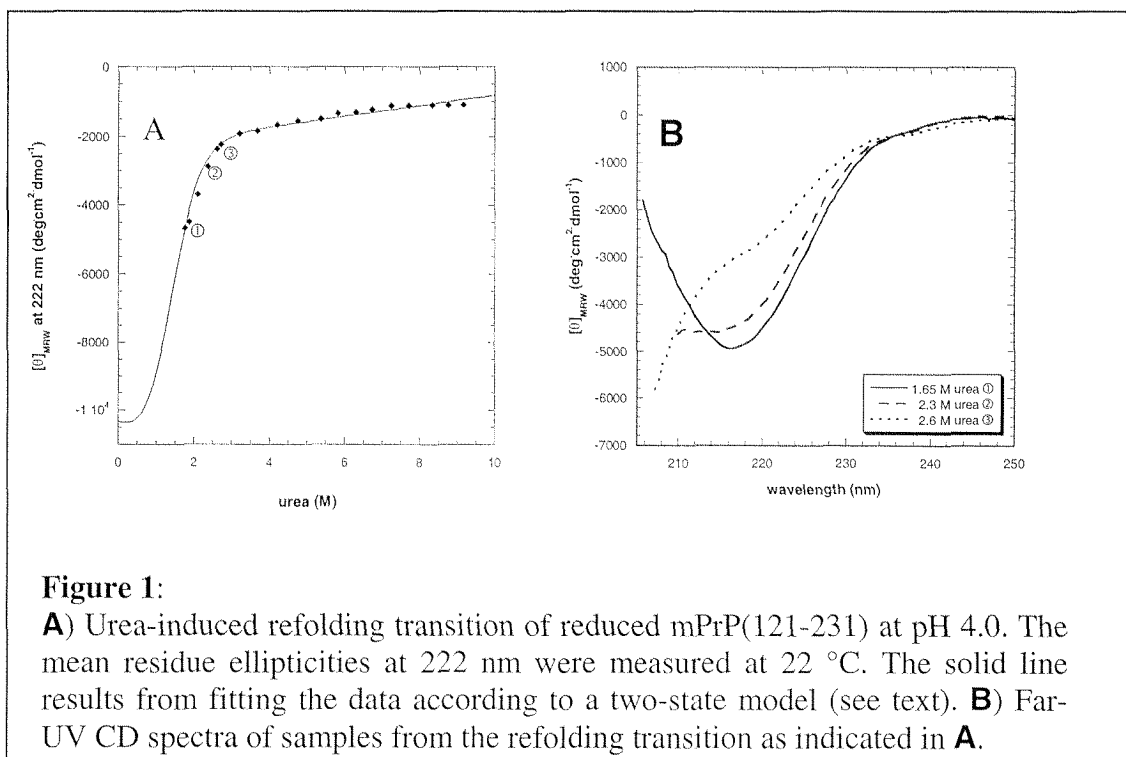 A
0
-2000
-4000
-6000
-8000
-1 10⁴
[θ]MRW at 222 nm (deg·cm² dmol⁻¹)
①
②
③
0 2 4 6 8 10
urea (M)
B
1000
0
-1000
-2000
-3000
-4000
-5000
-6000
-7000
[θ]MRW (deg·cm² dmol⁻¹)
1.65 M urea ①
2.3 M urea ②
2.6 M urea ③
210 220 230 240 250
wavelength (nm)
Figure 1:
A) Urea-induced refolding transition of reduced mPrP(121-231) at pH 4.0. The
mean residue ellipticities at 222 nm were measured at 22 °C. The solid line
results from fitting the data according to a two-state model (see text). B) Far-
UV CD spectra of samples from the refolding transition as indicated in A.